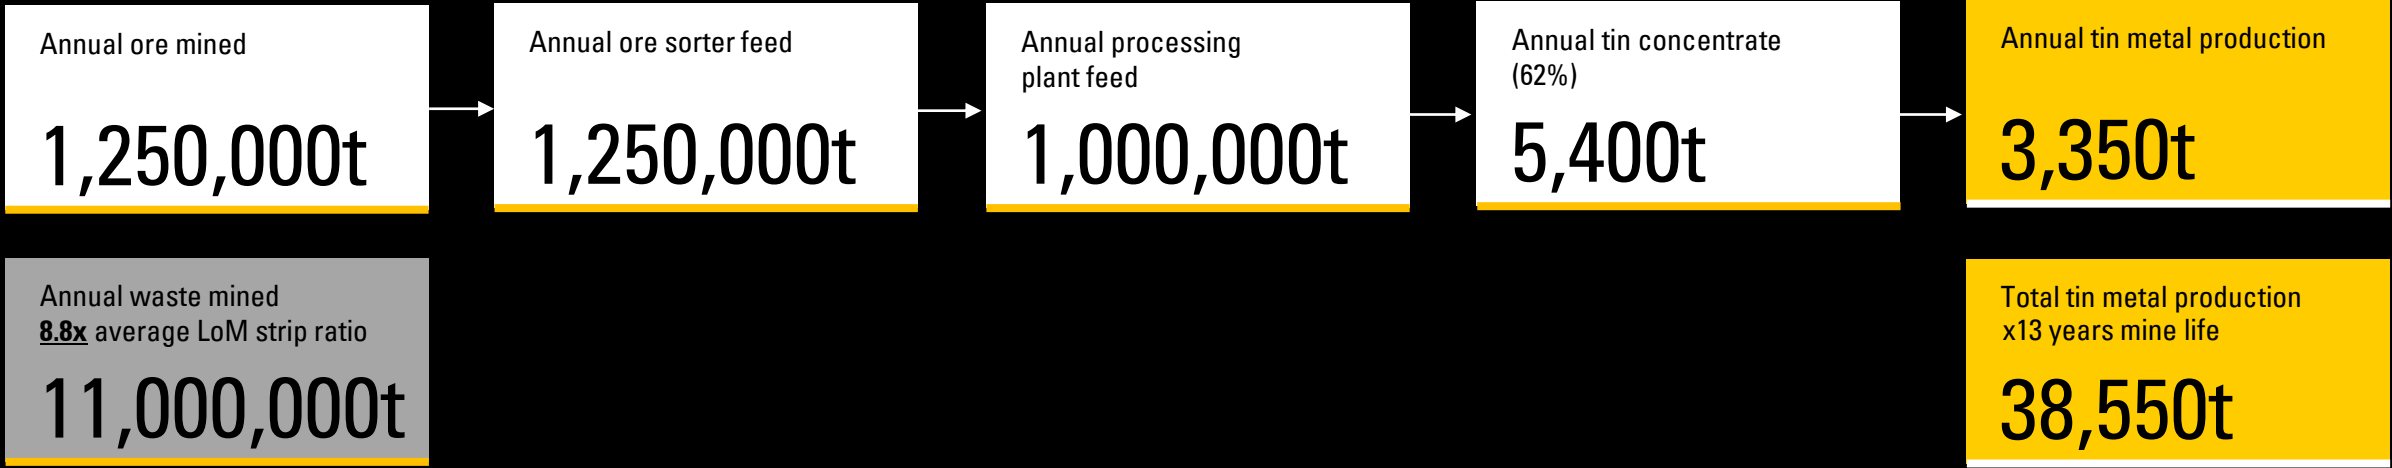 Annual ore mined
1,250,000t
Annual ore sorter feed
1,250,000t
Annual processing
plant feed
1,000,000t
Annual tin concentrate
(62%)
5,400t
Annual tin metal production
3,350t
Annual waste mined
8.8x average LoM strip ratio
11,000,000t
Total tin metal production
x13 years mine life
38,550t